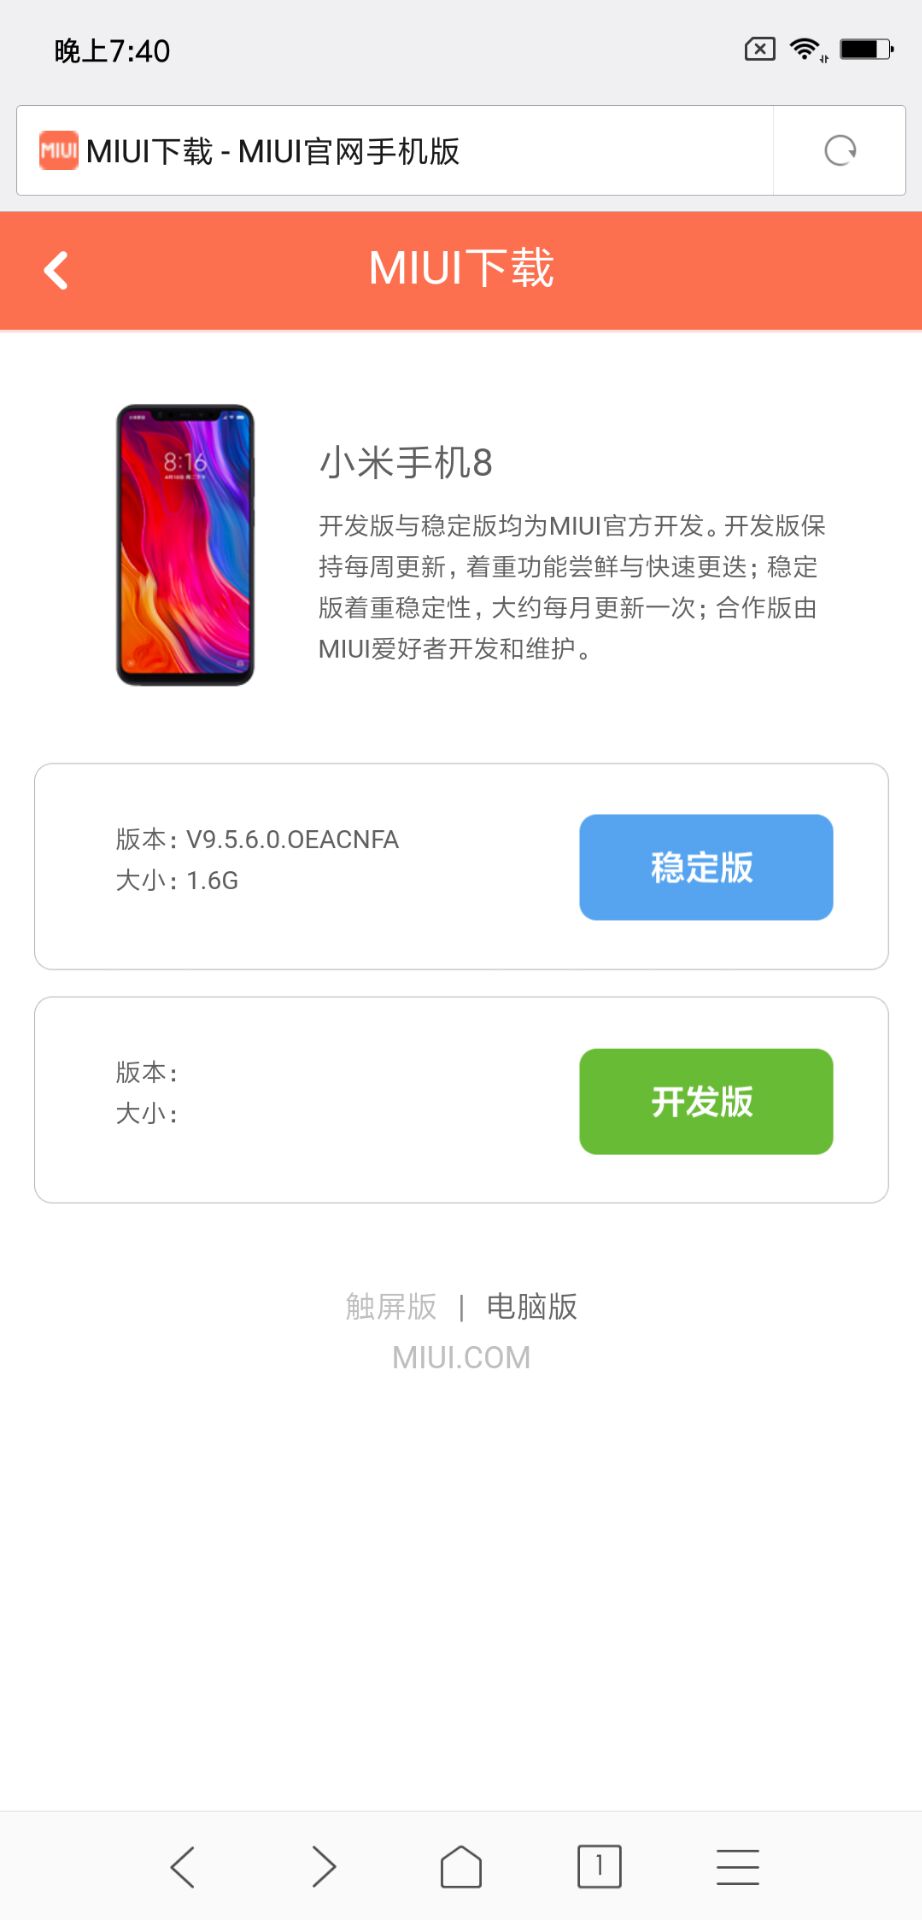 晚上7:40
MIUI MIUI下载 - MIUI官网手机版
MIUI下载
8:16
小米手机8
开发版与稳定版均为MIUI官方开发。开发版保
持每周更新，着重功能尝鲜与快速更迭；稳定
版着重稳定性，大约每月更新一次；合作版由
MIUI爱好者开发和维护。
版本：V9.5.6.0.OEACNFA
大小：1.6G
稳定版
版本：
大小：
开发版
触屏版 | 电脑版
MIUI.COM
1